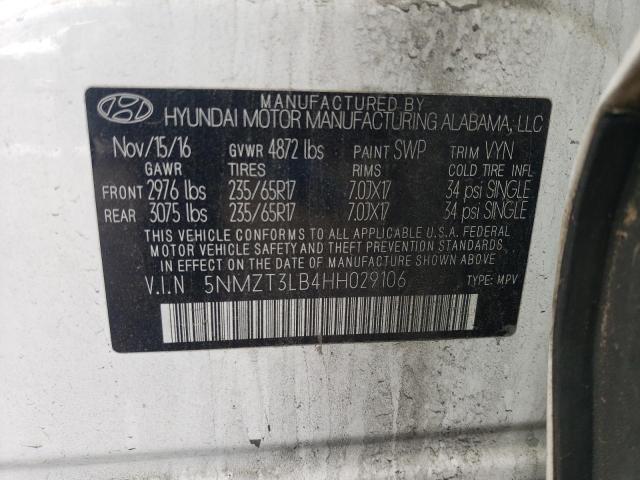 MANUFACTURED BY
HYUNDAI MOTOR MANUFACTURING ALABAMA, LLC
Nov/15/16 GVWR 4872 lbs PAINT SWP TRIM VYN
GAWR TIRES RIMS COLD TIRE INFL
FRONT 2976 lbs 235/65R17 7.0JX17 34 psi SINGLE
REAR 3075 lbs 235/65R17 7.0JX17 34 psi SINGLE
THIS VEHICLE CONFORMS TO ALL APPLICABLE U.S.A. FEDERAL
MOTOR VEHICLE SAFETY AND THEFT PREVENTION STANDARDS
IN EFFECT ON THE DATE OF MANUFACTURE SHOWN ABOVE.
V.I.N 5NMZT3LB4HH029106 TYPE: MPV